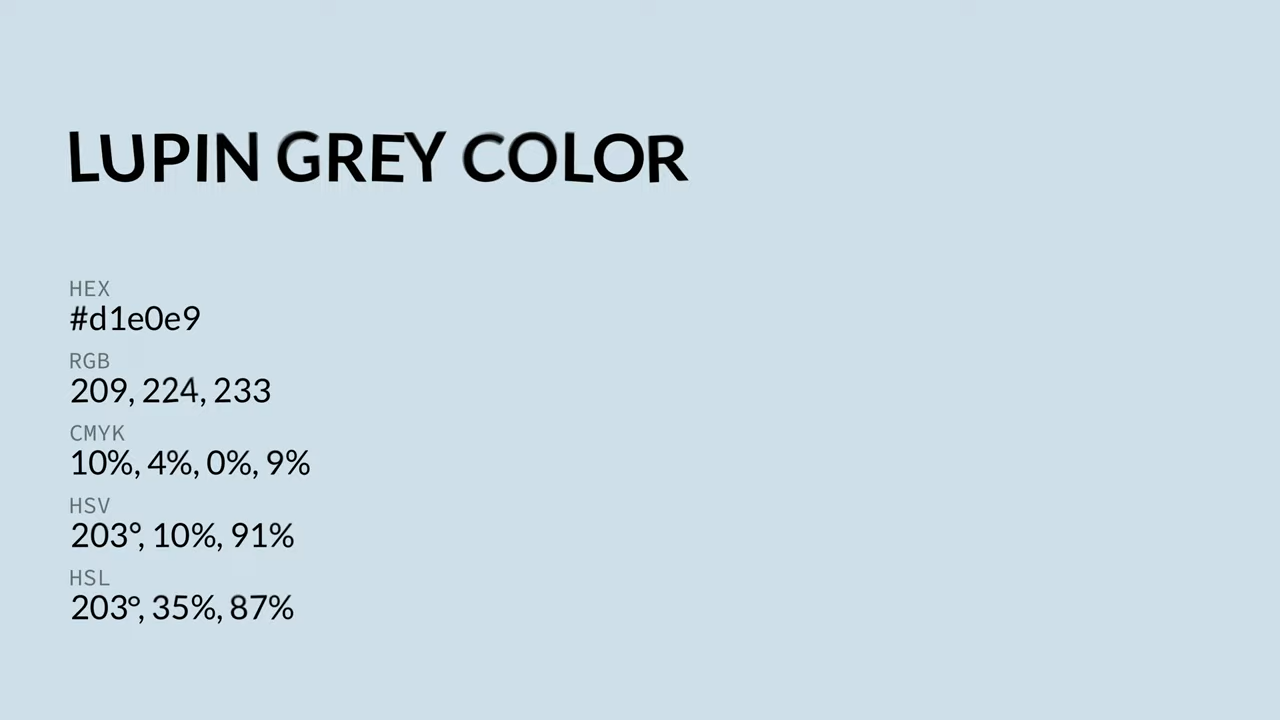 LUPIN GREY COLOR
HEX
#d1e0e9
RGB
209, 224, 233
CMYK
10%, 4%, 0%, 9%
HSV
203°, 10%, 91%
HSL
203°, 35%, 87%